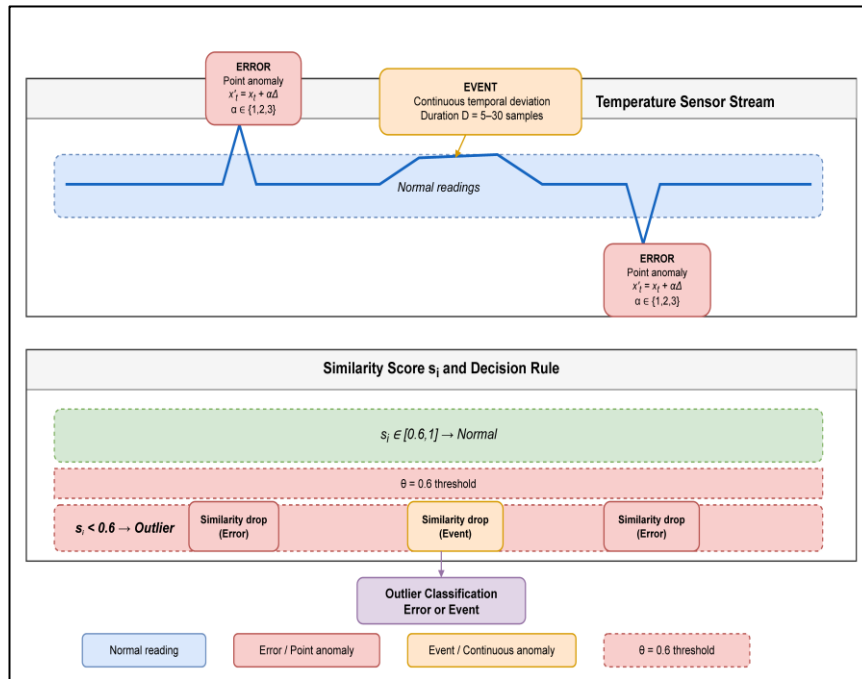 ERROR
Point anomaly
x'ₜ = xₜ + αΔ
α ∈ {1,2,3}
EVENT
Continuous temporal deviation
Duration D = 5–30 samples
Temperature Sensor Stream
Normal readings
ERROR
Point anomaly
x'ₜ = xₜ + αΔ
α ∈ {1,2,3}
Similarity Score sᵢ and Decision Rule
sᵢ ∈ [0.6,1] → Normal
θ = 0.6 threshold
sᵢ < 0.6 → Outlier
Similarity drop
(Error)
Similarity drop
(Event)
Similarity drop
(Error)
Outlier Classification
Error or Event
Normal reading
Error / Point anomaly
Event / Continuous anomaly
θ = 0.6 threshold